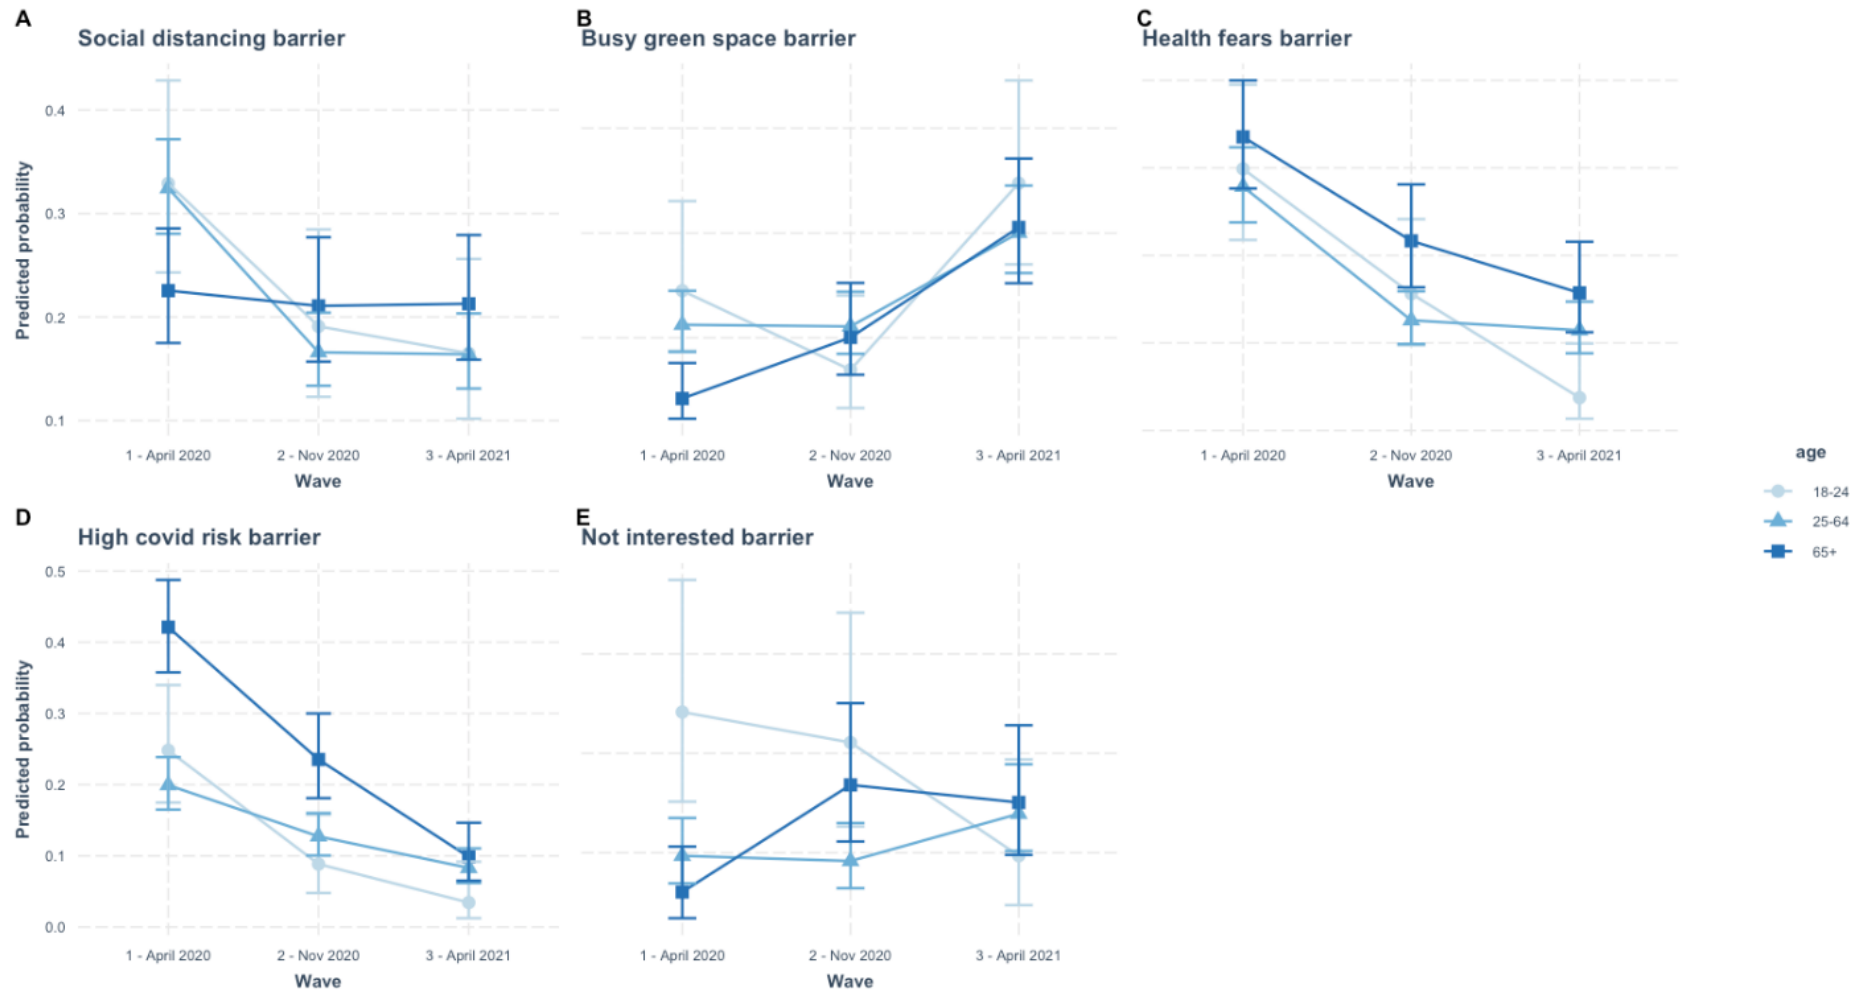 A
Social distancing barrier
0.4
0.3
0.2
0.1
Predicted probability
1 - April 2020
2 - Nov 2020
3 - April 2021
Wave
B
Busy green space barrier
1 - April 2020
2 - Nov 2020
3 - April 2021
Wave
C
Health fears barrier
1 - April 2020
2 - Nov 2020
3 - April 2021
Wave
age
18-24
25-64
65+
D
High covid risk barrier
0.5
0.4
0.3
0.2
0.1
0.0
Predicted probability
1 - April 2020
2 - Nov 2020
3 - April 2021
Wave
E
Not interested barrier
1 - April 2020
2 - Nov 2020
3 - April 2021
Wave